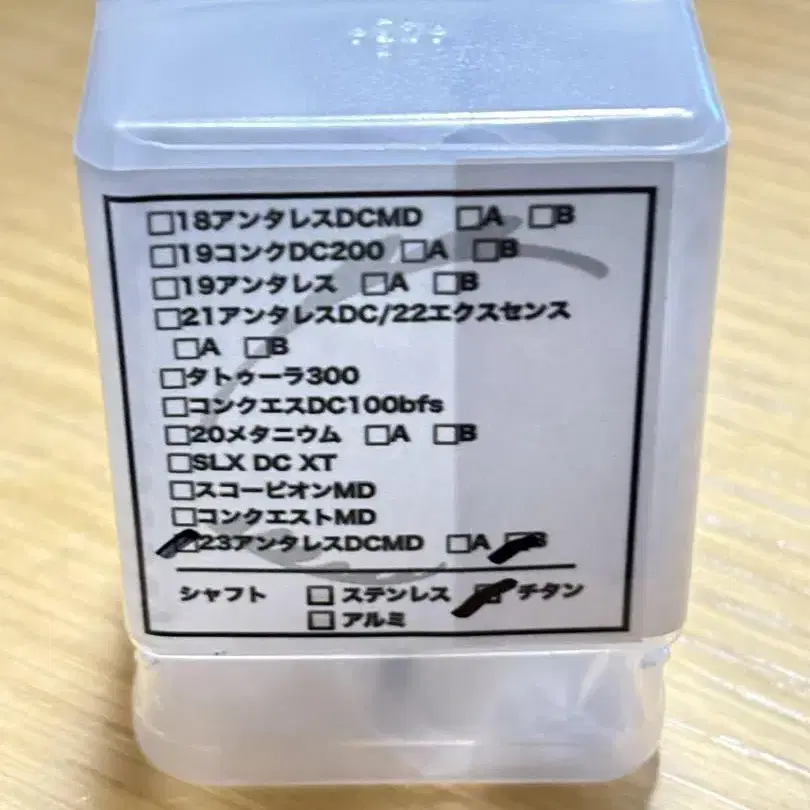 □18アンタレスDCMD □A □B
□19コンクDC200 □A □B
□19アンタレス □A □B
□21アンタレスDC/22エクスセンス
□A □B
□タトゥーラ300
□コンクエスDC100bfs
□20メタニウム □A □B
□SLX DC XT
□スコーピオンMD
□コンクエストMD
☑23アンタレスDCMD □A ☑B
シャフト □ ステンレス ☑ チタン
□ アルミ